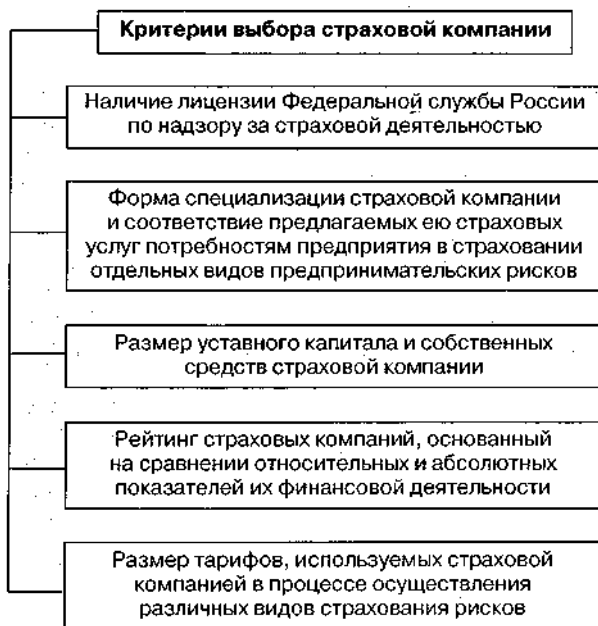 Критерии выбора страховой компании
Наличие лицензии Федеральной службы России
по надзору за страховой деятельностью
Форма специализации страховой компании
и соответствие предлагаемых ею страховых
услуг потребностям предприятия в страховании
отдельных видов предпринимательских рисков
Размер уставного капитала и собственных
средств страховой компании
Рейтинг страховых компаний, основанный
на сравнении относительных и абсолютных
показателей их финансовой деятельности
Размер тарифов, используемых страховой
компанией в процессе осуществления
различных видов страхования рисков